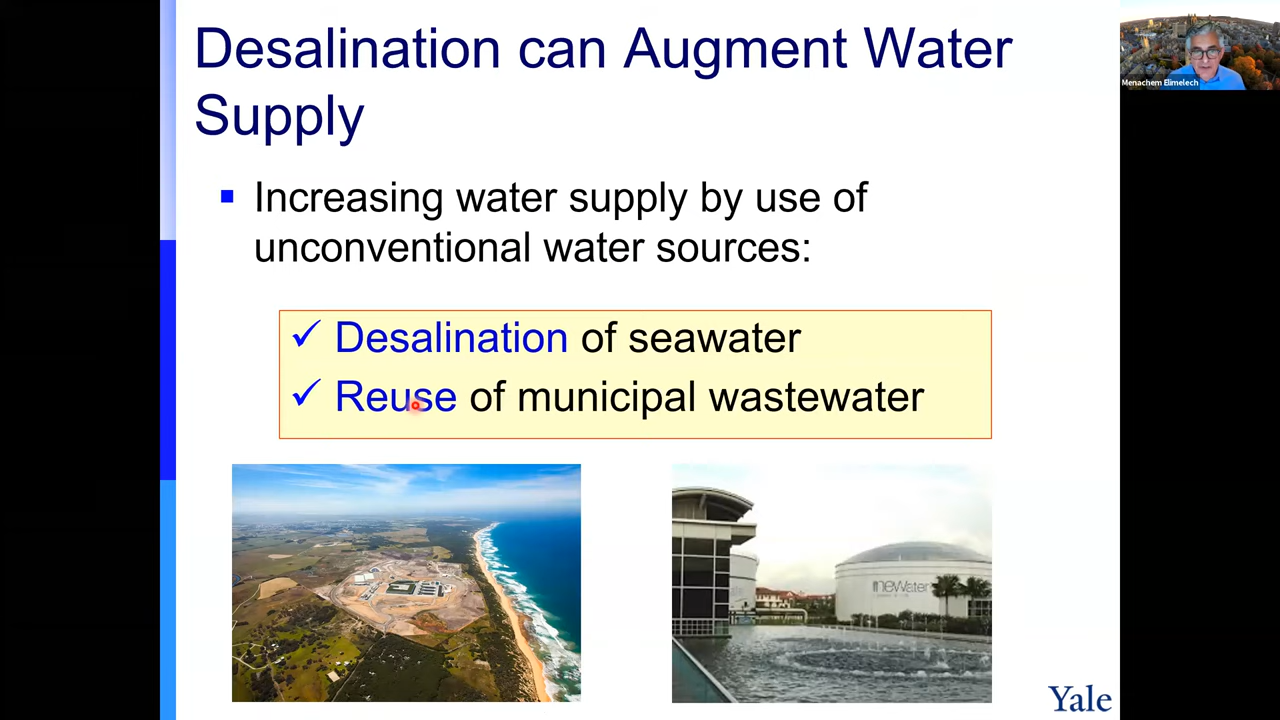 Desalination can Augment Water
Supply
Menachem Elimelech
Increasing water supply by use of
unconventional water sources:
✓ Desalination of seawater
✓ Reuse of municipal wastewater
newater
Yale